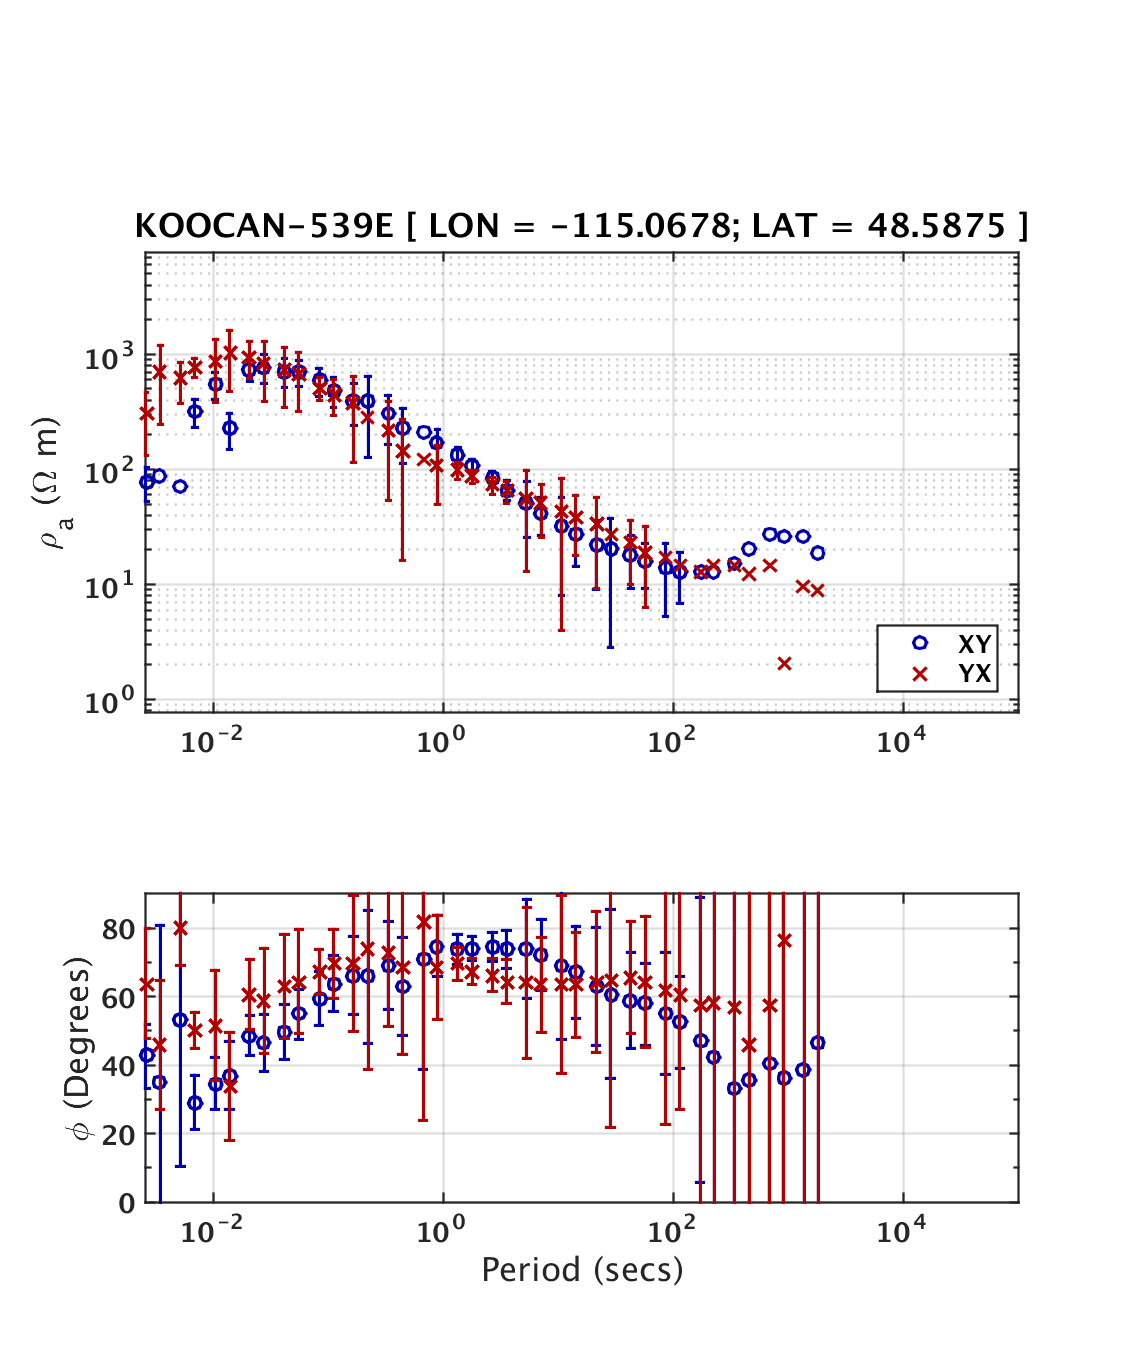 KOOCAN-539E [ LON = -115.0678; LAT = 48.5875 ]
ρa (Ω m)
10³
10²
10¹
10⁰
XY
YX
10⁻² 10⁰ 10² 10⁴
ϕ (Degrees)
80
60
40
20
0
10⁻² 10⁰ 10² 10⁴
Period (secs)